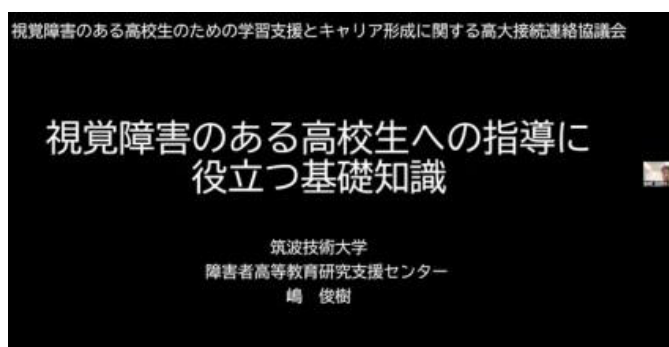 視覚障害のある高校生のための学習支援とキャリア形成に関する高大接続連絡協議会
視覚障害のある高校生への指導に
役立つ基礎知識
筑波技術大学
障害者高等教育研究支援センター
嶋　俊樹